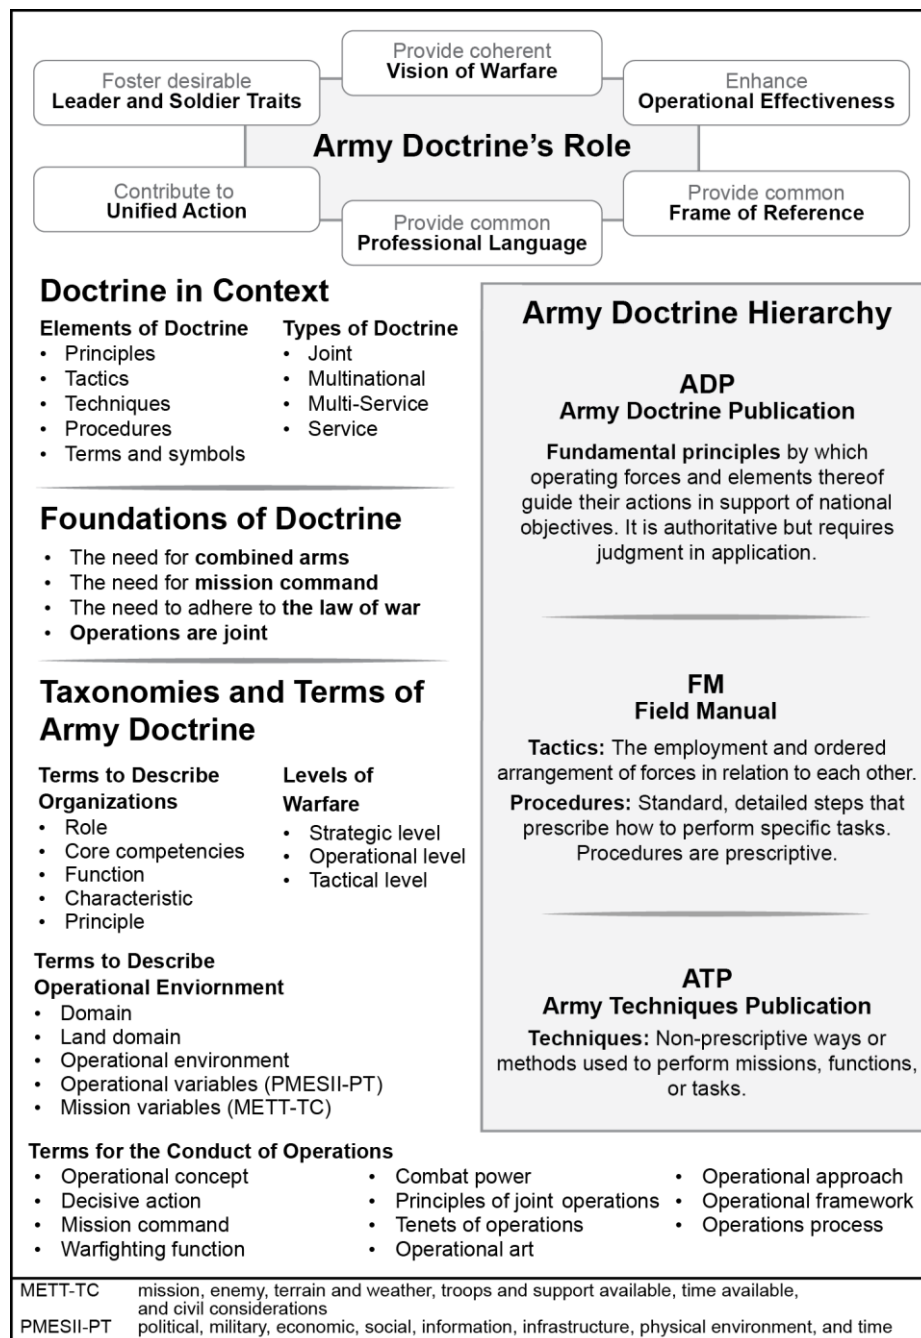 Provide coherent
Vision of Warfare
Foster desirable
Leader and Soldier Traits
Enhance
Operational Effectiveness
Army Doctrine's Role
Contribute to
Unified Action
Provide common
Professional Language
Provide common
Frame of Reference
Doctrine in Context
Elements of Doctrine
• Principles
• Tactics
• Techniques
• Procedures
• Terms and symbols
Types of Doctrine
• Joint
• Multinational
• Multi-Service
• Service
Foundations of Doctrine
• The need for combined arms
• The need for mission command
• The need to adhere to the law of war
• Operations are joint
Taxonomies and Terms of
Army Doctrine
Terms to Describe
Organizations
• Role
• Core competencies
• Function
• Characteristic
• Principle
Levels of
Warfare
• Strategic level
• Operational level
• Tactical level
Terms to Describe
Operational Enviornment
• Domain
• Land domain
• Operational environment
• Operational variables (PMESII-PT)
• Mission variables (METT-TC)
Army Doctrine Hierarchy
ADP
Army Doctrine Publication
Fundamental principles by which
operating forces and elements thereof
guide their actions in support of national
objectives. It is authoritative but requires
judgment in application.
FM
Field Manual
Tactics: The employment and ordered
arrangement of forces in relation to each other.
Procedures: Standard, detailed steps that
prescribe how to perform specific tasks.
Procedures are prescriptive.
ATP
Army Techniques Publication
Techniques: Non-prescriptive ways or
methods used to perform missions, functions,
or tasks.
Terms for the Conduct of Operations
• Operational concept
• Decisive action
• Mission command
• Warfighting function
• Combat power
• Principles of joint operations
• Tenets of operations
• Operational art
• Operational approach
• Operational framework
• Operations process
METT-TC mission, enemy, terrain and weather, troops and support available, time available,
and civil considerations
PMESII-PT political, military, economic, social, information, infrastructure, physical environment, and time